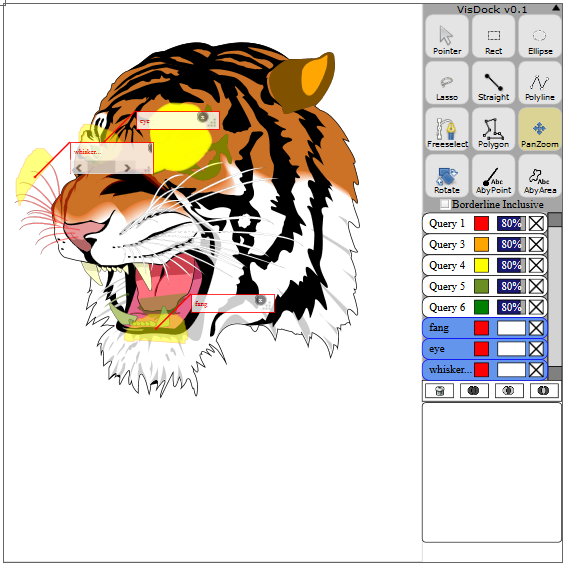 VisDock v0.1
Pointer
Rect
Ellipse
Lasso
Straight
Polyline
Freeselect
Polygon
PanZoom
Rotate
Abc
AbyPoint
Abc
AbyArea
Borderline Inclusive
Query 1 80%
Query 3 80%
Query 4 80%
Query 5 80%
Query 6 80%
fang
eye
whisker...
eye
whisker...
fang